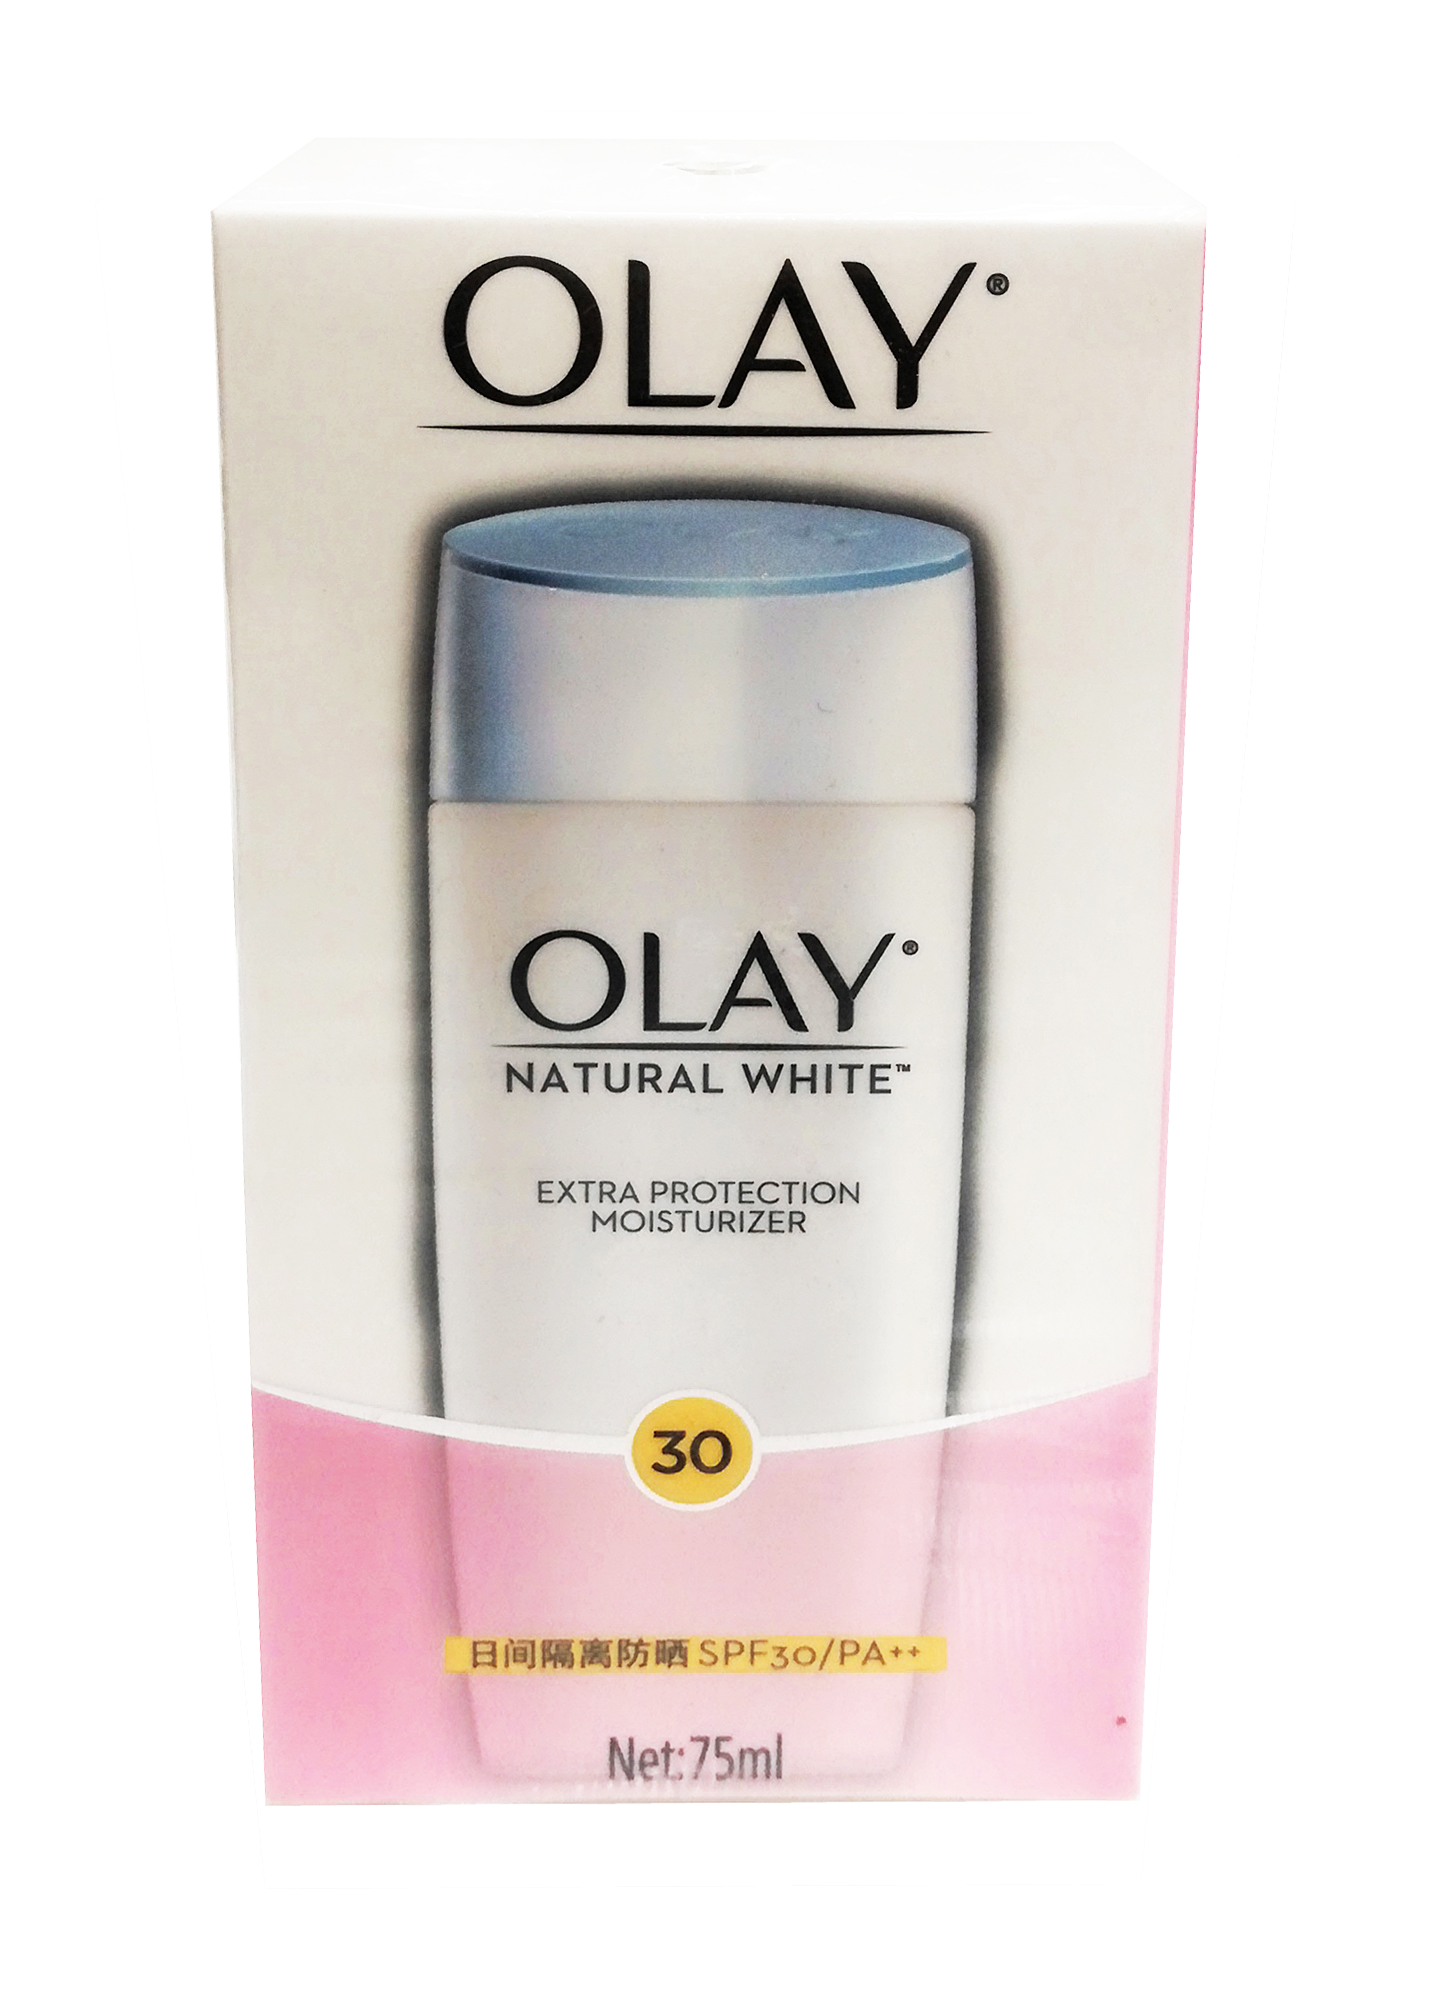 OLAY®
OLAY®
NATURAL WHITE™
EXTRA PROTECTION
MOISTURIZER
30
日间隔离防晒 SPF30/PA++
Net:75ml